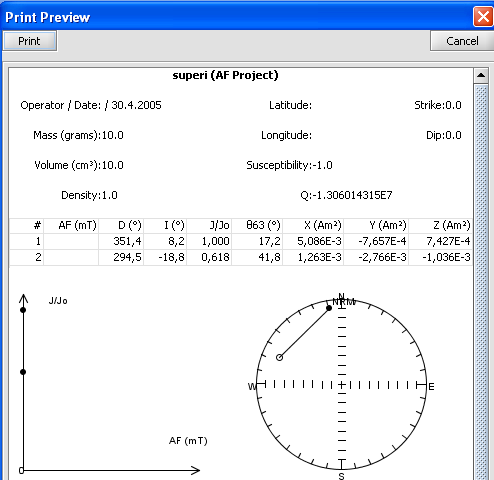 Print Preview
Print
Cancel
superi (AF Project)
Operator / Date: / 30.4.2005 Latitude: Strike:0.0
Mass (grams):10.0 Longitude: Dip:0.0
Volume (cm³):10.0 Susceptibility:-1.0
Density:1.0 Q:-1.306014315E7
# AF (mT) D (°) I (°) J/Jo θ63 (°) X (Am²) Y (Am²) Z (Am²)
1 351,4 8,2 1,000 17,2 5,086E-3 -7,657E-4 7,427E-4
2 294,5 -18,8 0,618 41,8 1,263E-3 -2,766E-3 -1,036E-3
J/Jo
AF (mT)
0
N
NRM
W
E
S